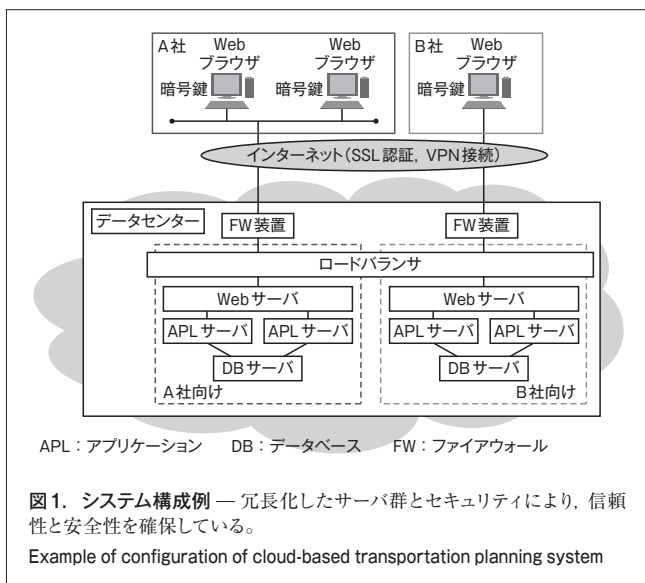 A社 Web ブラウザ
Web ブラウザ
B社 Web ブラウザ
暗号鍵
暗号鍵
暗号鍵
インターネット(SSL認証,VPN接続)
データセンター
FW装置
FW装置
ロードバランサ
Webサーバ
Webサーバ
APLサーバ
APLサーバ
APLサーバ
APLサーバ
DBサーバ
DBサーバ
A社向け
B社向け
APL:アプリケーション DB:データベース FW:ファイアウォール
図1. システム構成例 — 冗長化したサーバ群とセキュリティにより,信頼
性と安全性を確保している。
Example of configuration of cloud-based transportation planning system